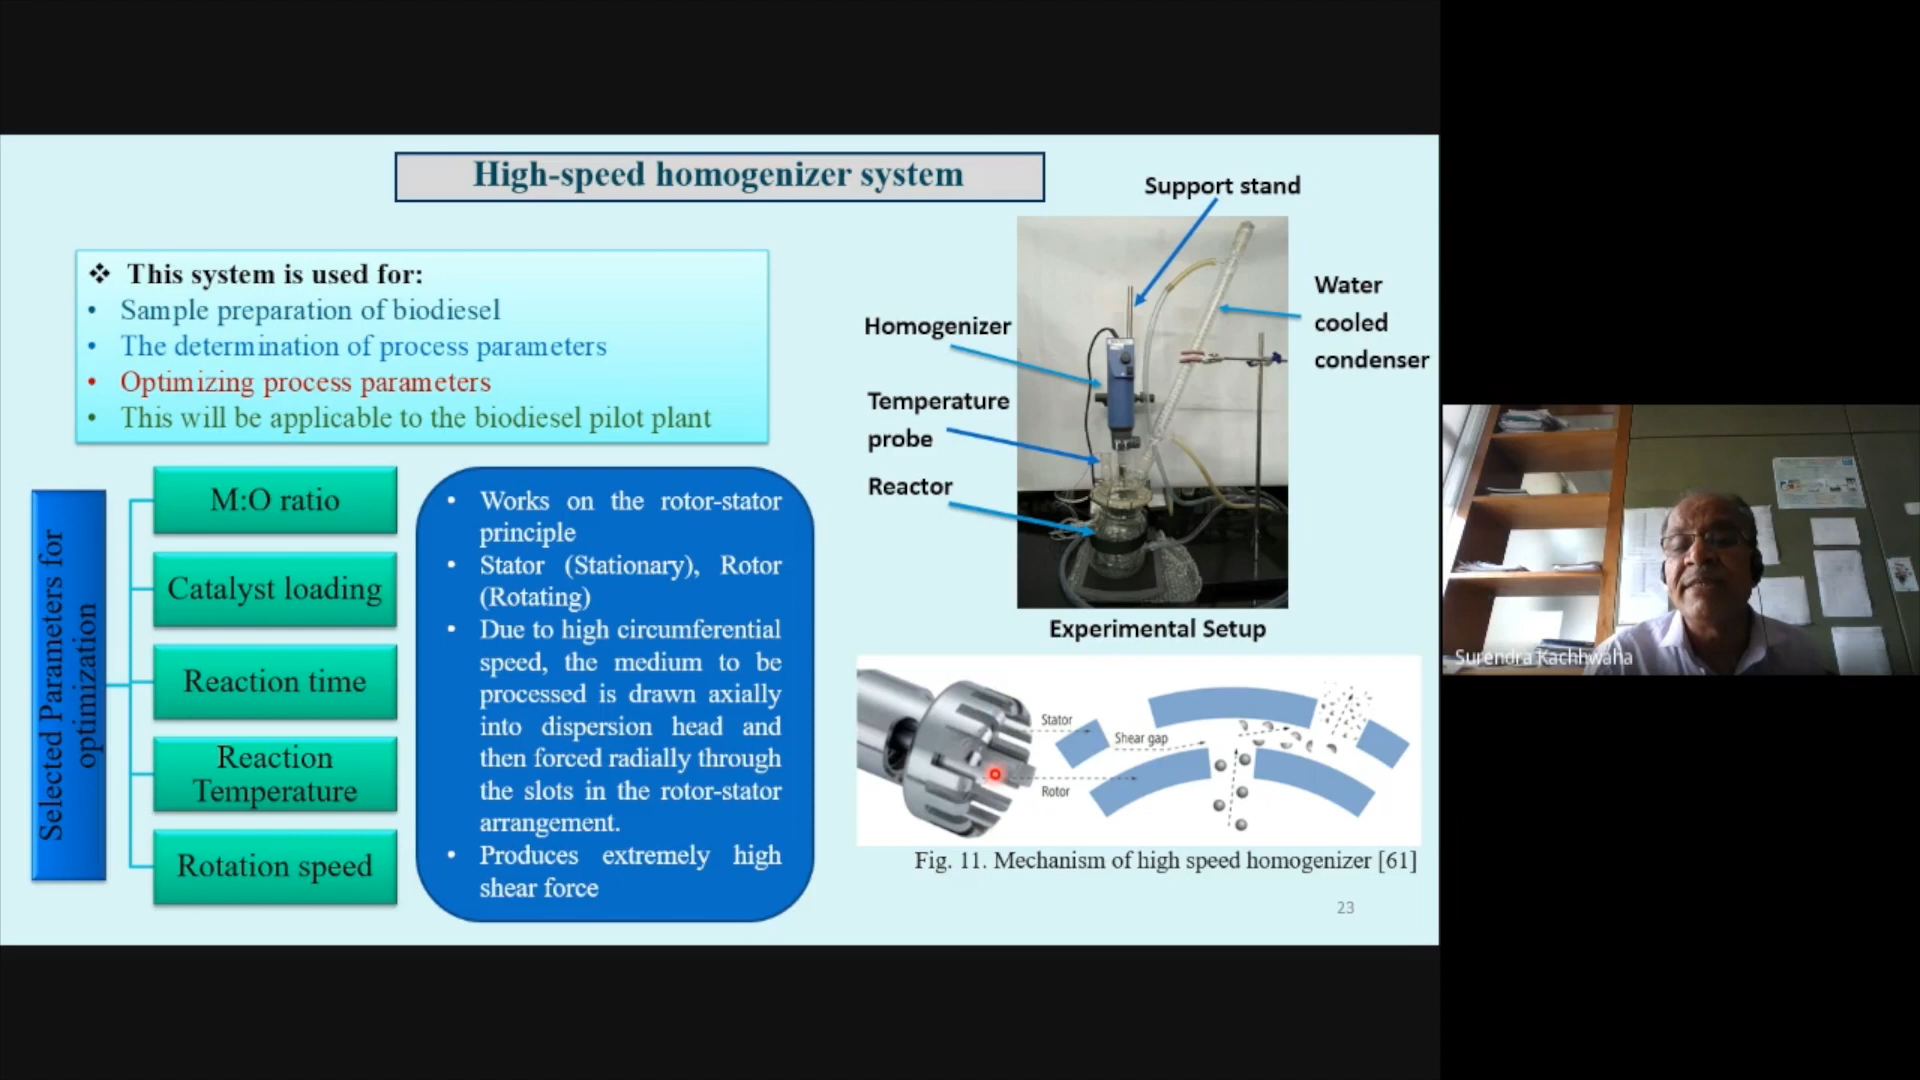 High-speed homogenizer system
❖ This system is used for:
• Sample preparation of biodiesel
• The determination of process parameters
• Optimizing process parameters
• This will be applicable to the biodiesel pilot plant
Selected Parameters for
optimization
M:O ratio
Catalyst loading
Reaction time
Reaction
Temperature
Rotation speed
• Works on the rotor-stator
principle
• Stator (Stationary), Rotor
(Rotating)
• Due to high circumferential
speed, the medium to be
processed is drawn axially
into dispersion head and
then forced radially through
the slots in the rotor-stator
arrangement.
• Produces extremely high
shear force
Support stand
Water
cooled
condenser
Homogenizer
Temperature
probe
Reactor
Experimental Setup
Stator
Shear gap
Rotor
Fig. 11. Mechanism of high speed homogenizer [61]
23
Surendra Kachhwaha